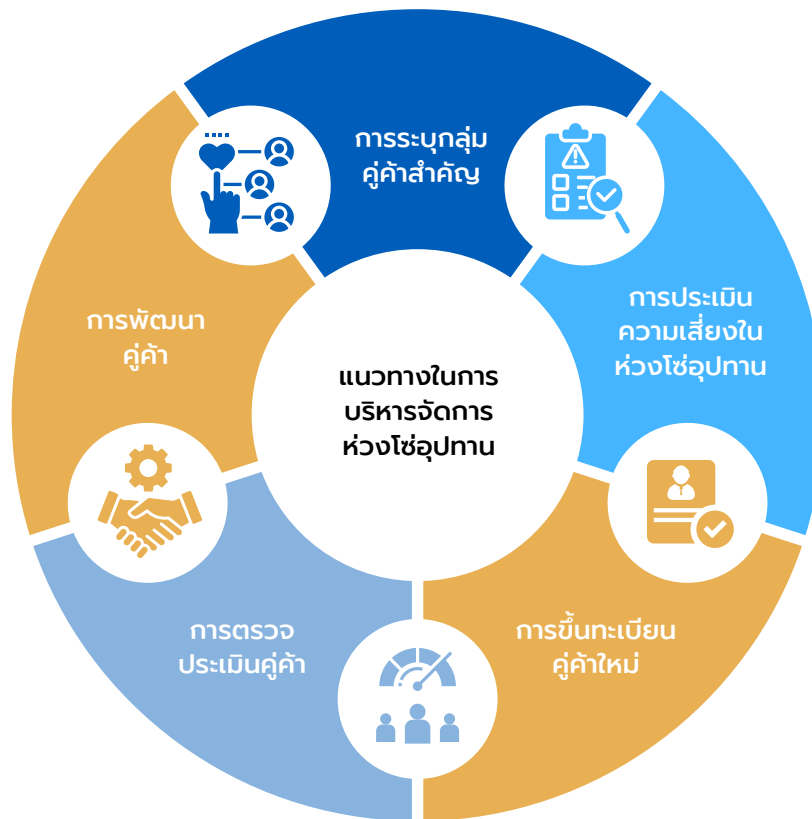 การระบุกลุ่ม
คู่ค้าสำคัญ
การประเมิน
ความเสี่ยงใน
ห่วงโซ่อุปทาน
การขึ้นทะเบียน
คู่ค้าใหม่
การตรวจ
ประเมินคู่ค้า
การพัฒนา
คู่ค้า
แนวทางในการ
บริหารจัดการ
ห่วงโซ่อุปทาน